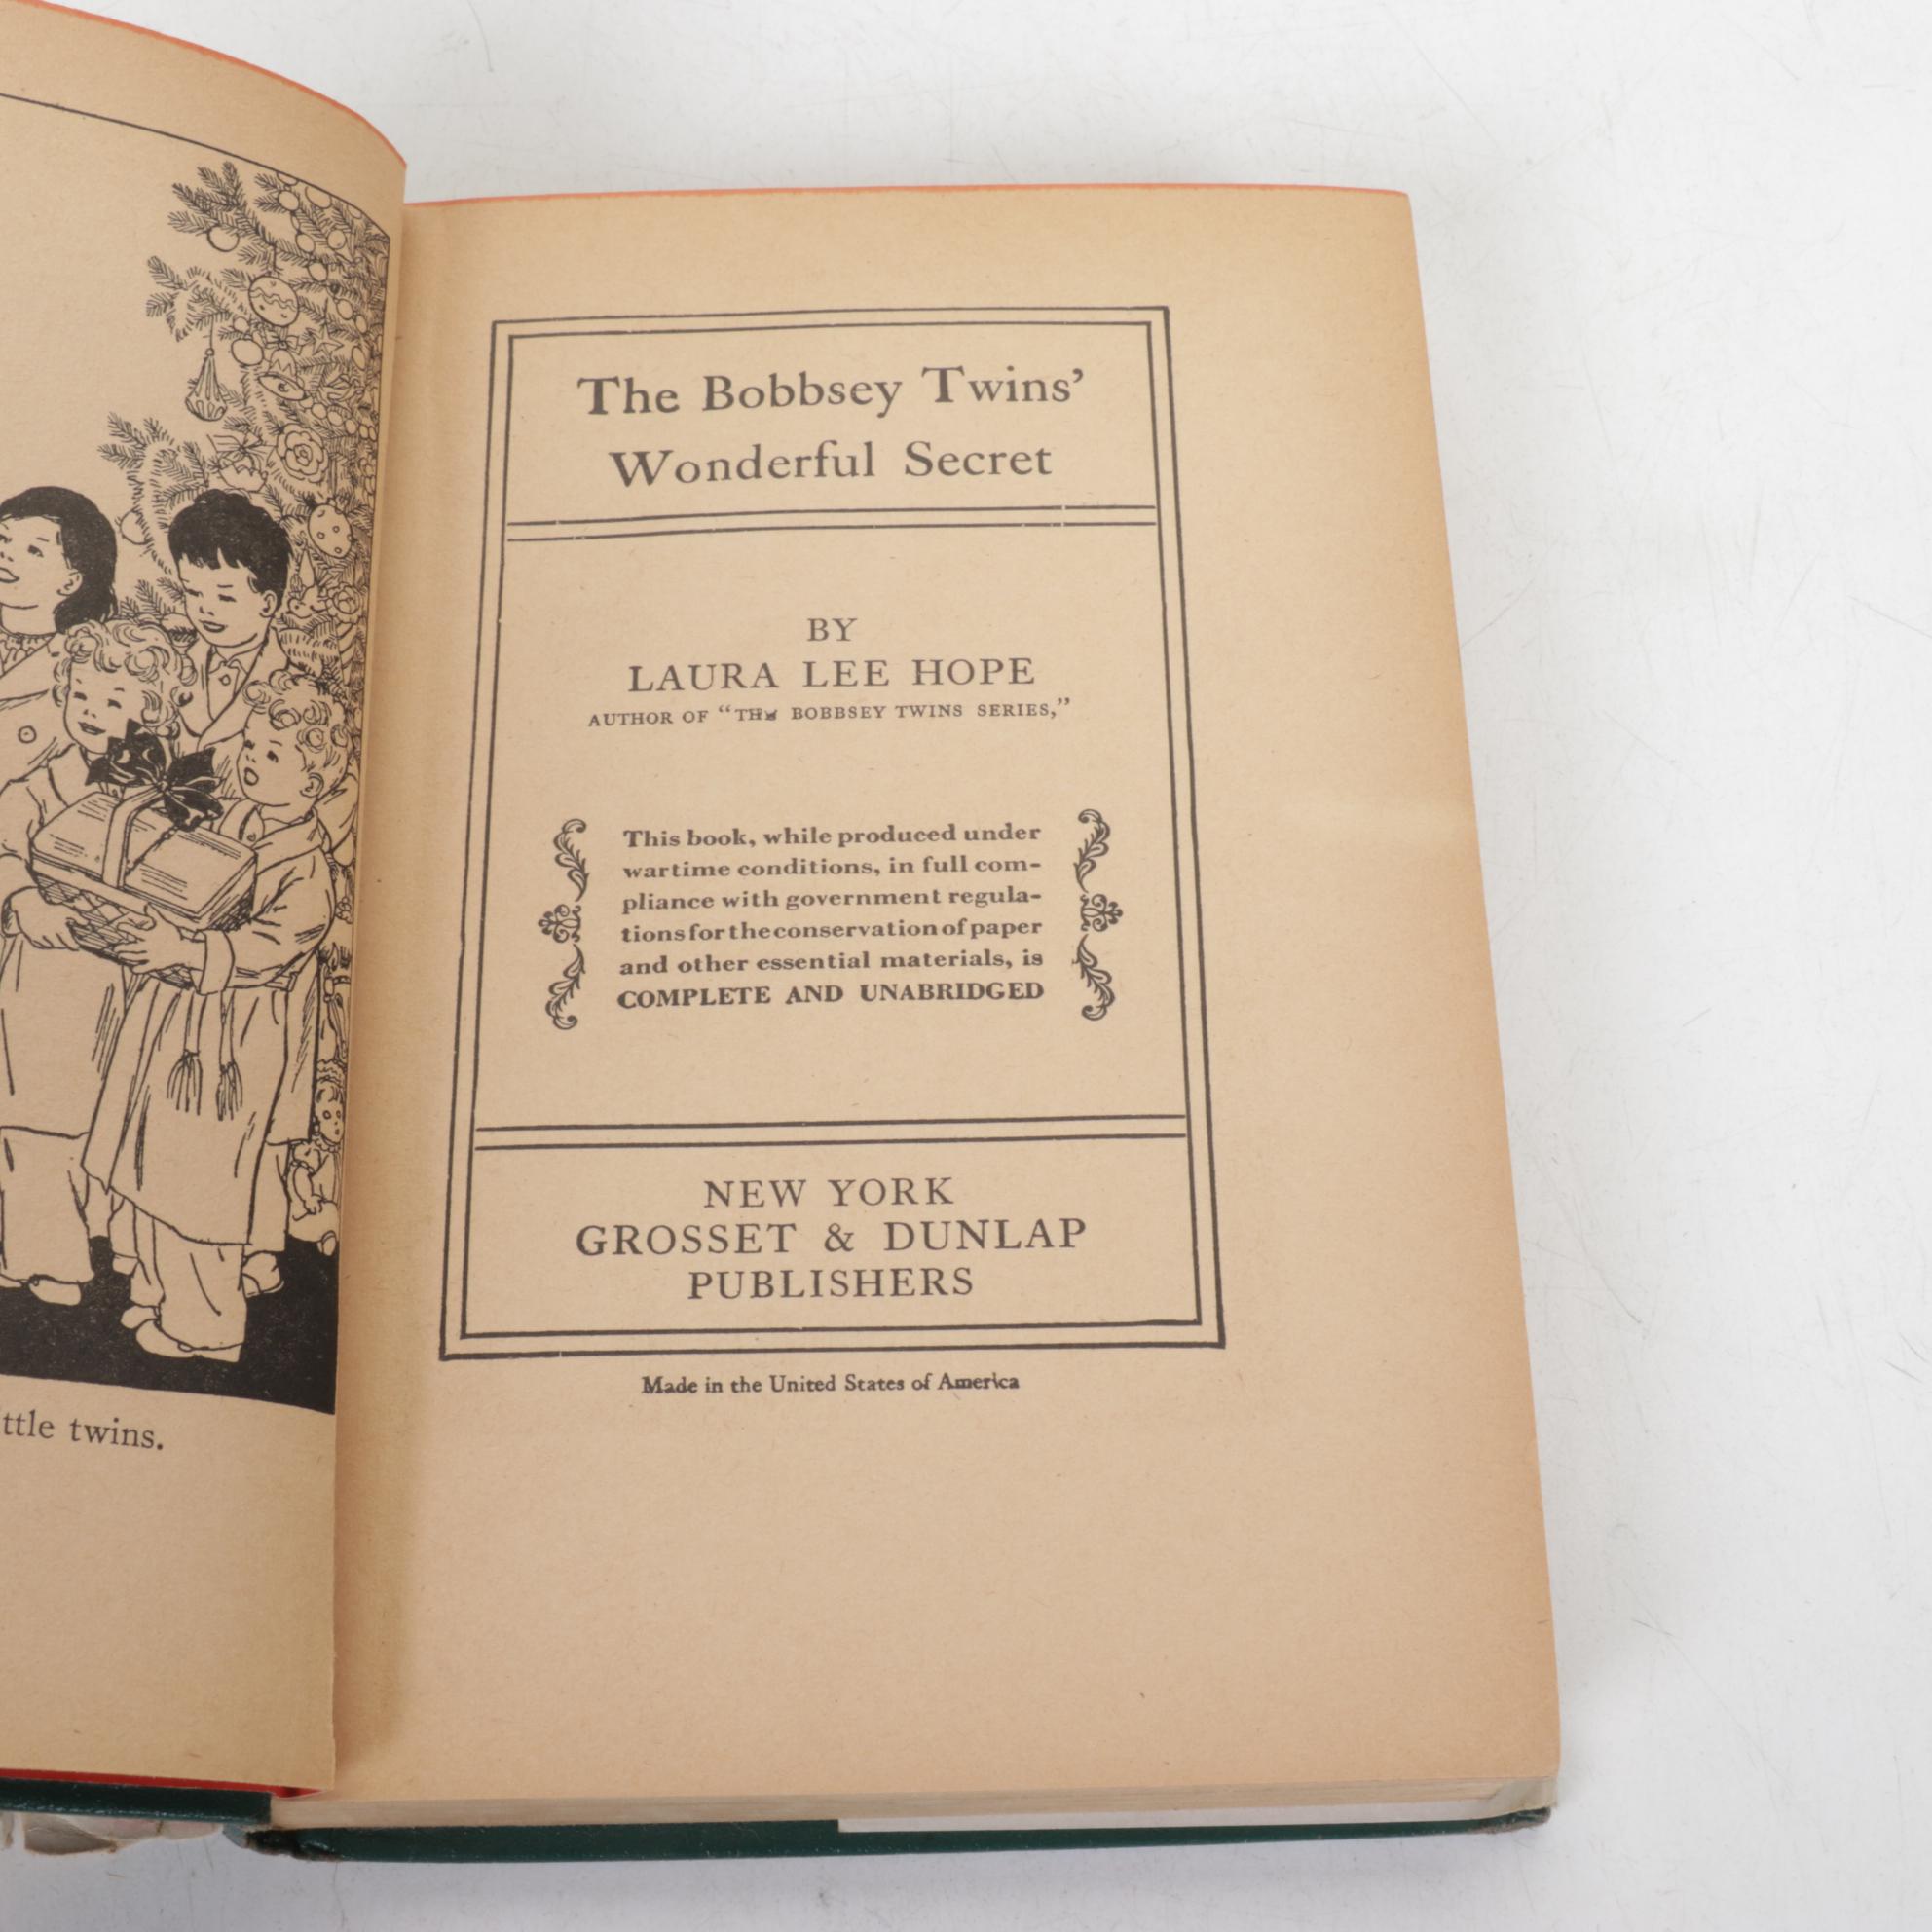 The Bobbsey Twins'
Wonderful Secret
BY
LAURA LEE HOPE
AUTHOR OF "THE BOBBSEY TWINS SERIES,"
This book, while produced under
wartime conditions, in full com-
pliance with government regula-
tions for the conservation of paper
and other essential materials, is
COMPLETE AND UNABRIDGED
NEW YORK
GROSSET & DUNLAP
PUBLISHERS
Made in the United States of America
ttle twins.